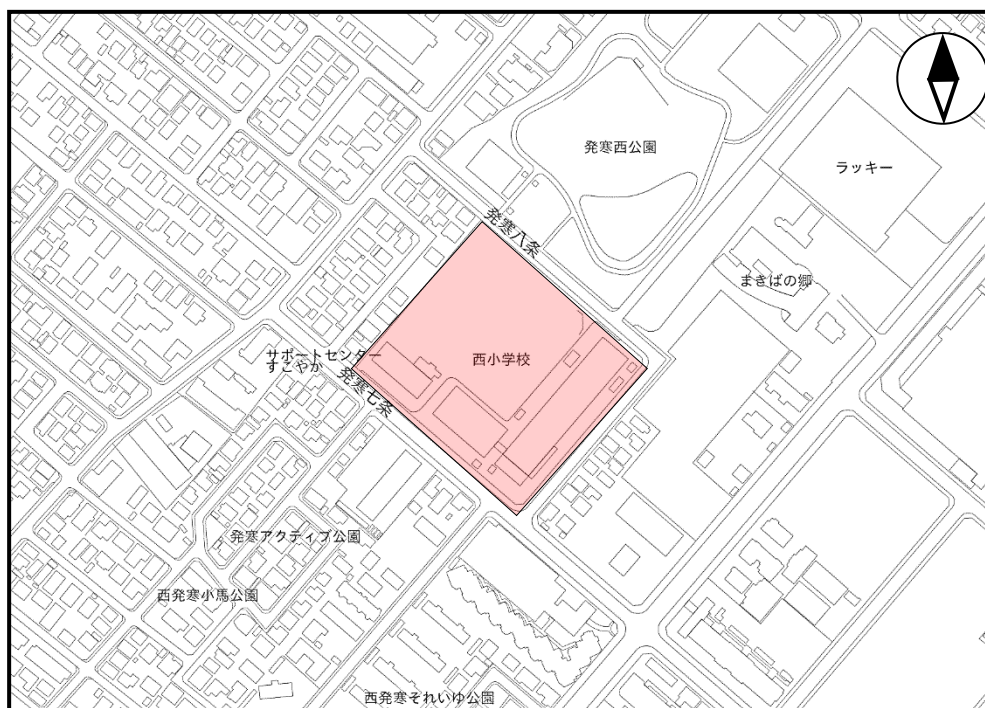 発寒西公園
ラッキー
発寒八条
まきばの郷
西小学校
サポートセンター
すこやか
発寒七条
発寒アクティブ公園
西発寒小馬公園
西発寒それいゆ公園